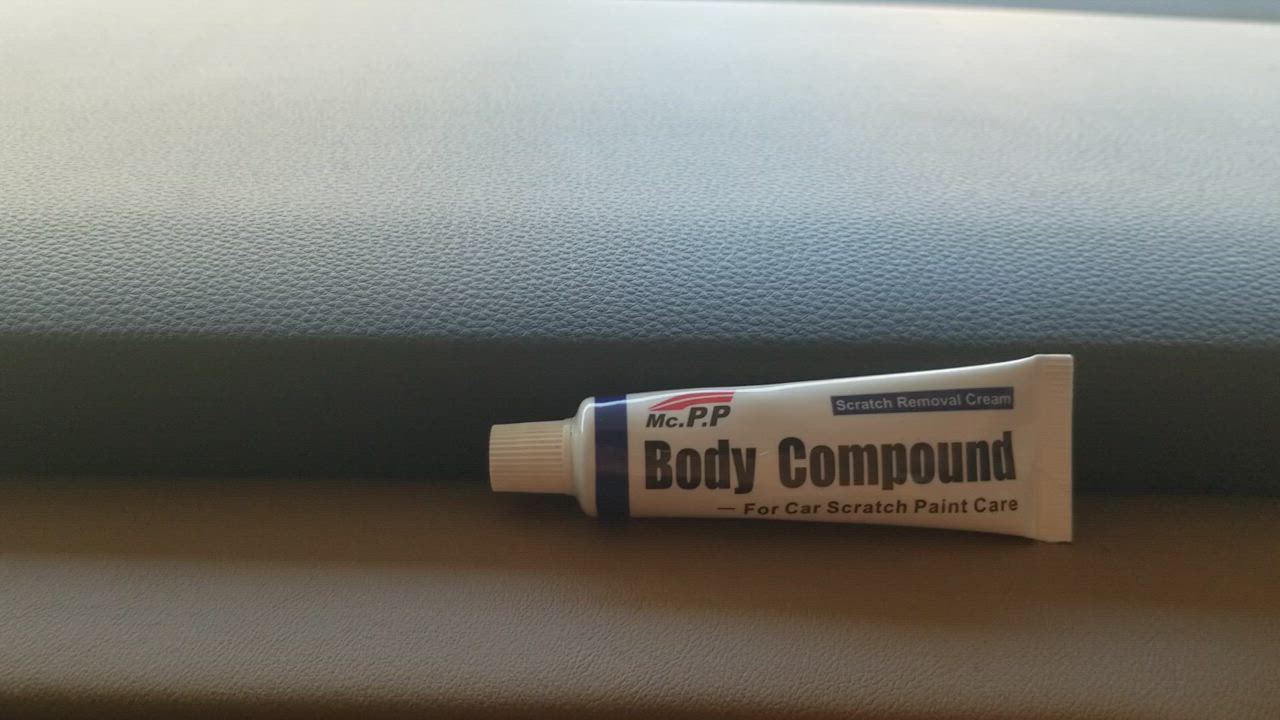 Scratch Removal Cream
Mc.P.P
Body Compound
— For Car Scratch Paint Care